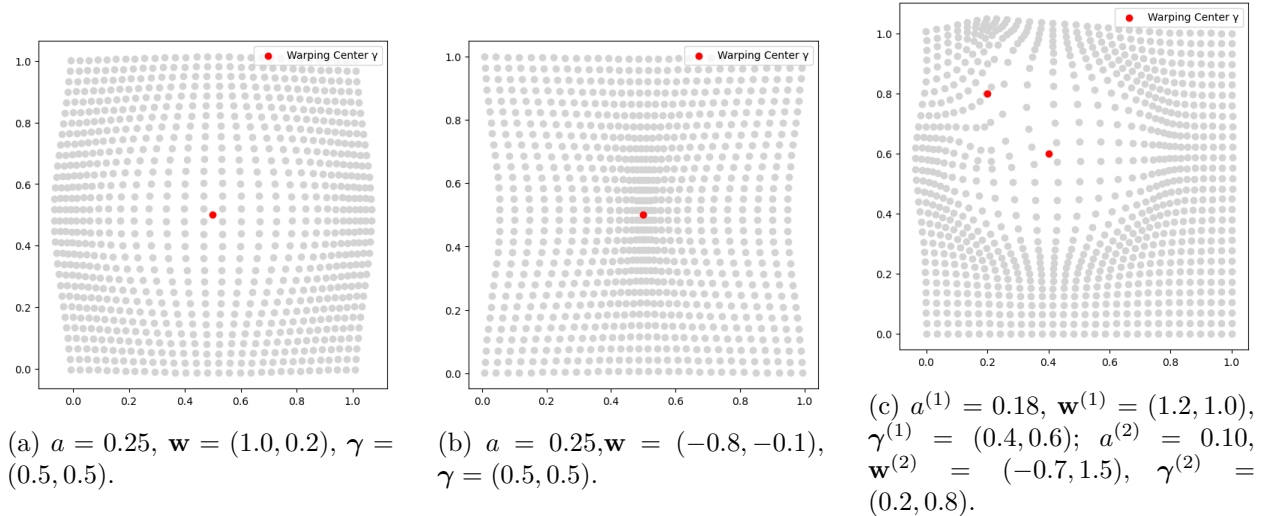 Warping Center γ
1.0
0.8
0.6
0.4
0.2
0.0
0.0 0.2 0.4 0.6 0.8 1.0
(a) a = 0.25, w = (1.0, 0.2), γ =
(0.5, 0.5).
Warping Center γ
1.0
0.8
0.6
0.4
0.2
0.0
0.0 0.2 0.4 0.6 0.8 1.0
(b) a = 0.25,w = (−0.8, −0.1),
γ = (0.5, 0.5).
Warping Center γ
1.0
0.8
0.6
0.4
0.2
0.0
0.0 0.2 0.4 0.6 0.8 1.0
(c) a⁽¹⁾ = 0.18, w⁽¹⁾ = (1.2, 1.0),
γ⁽¹⁾ = (0.4, 0.6); a⁽²⁾ = 0.10,
w⁽²⁾ = (−0.7, 1.5), γ⁽²⁾ =
(0.2, 0.8).